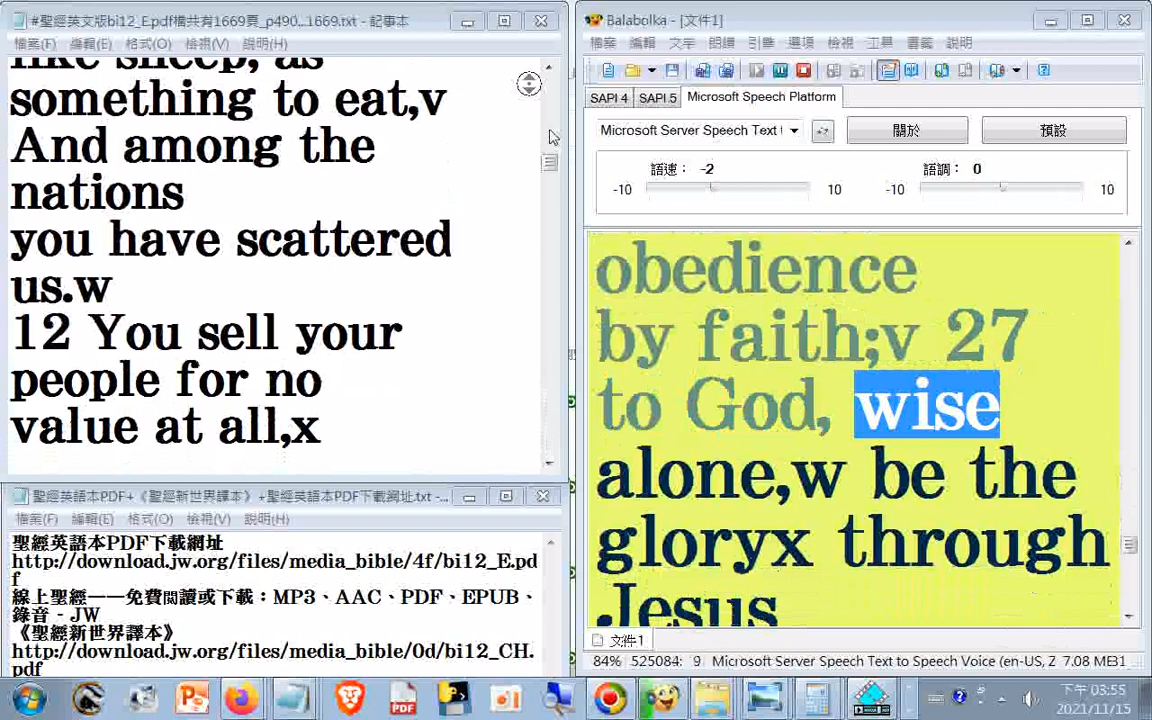 #聖經英文版bi12_E.pdf檔共有1669頁_p490...1669.txt - 記事本
檔案(F) 編輯(E) 格式(O) 檢視(V) 說明(H)
like sheep, as
something to eat,v
And among the
nations
you have scattered
us.w
12 You sell your
people for no
value at all,x
聖經英語本PDF+《聖經新世界譯本》+聖經英語本PDF下載網址.txt - ...
檔案(F) 編輯(E) 格式(O) 檢視(V) 說明(H)
聖經英語本PDF下載網址
http://download.jw.org/files/media_bible/4f/bi12_E.pd
f
線上聖經——免費閱讀或下載：MP3、AAC、PDF、EPUB、
錄音 - JW
《聖經新世界譯本》
http://download.jw.org/files/media_bible/0d/bi12_CH.
pdf
Balabolka - [文件1]
檔案 編輯 文字 朗讀 引擎 選項 檢視 工具 書籤 說明
SAPI 4 SAPI 5 Microsoft Speech Platform
Microsoft Server Speech Text 關於 預設
語速： -2 語調： 0
-10 10 -10 10
obedience
by faith;v 27
to God, wise
alone,w be the
gloryx through
Jesus
文件1
84% 525084: 9 Microsoft Server Speech Text to Speech Voice (en-US, Z 7.08 MB1
下午 03:55
2021/11/15